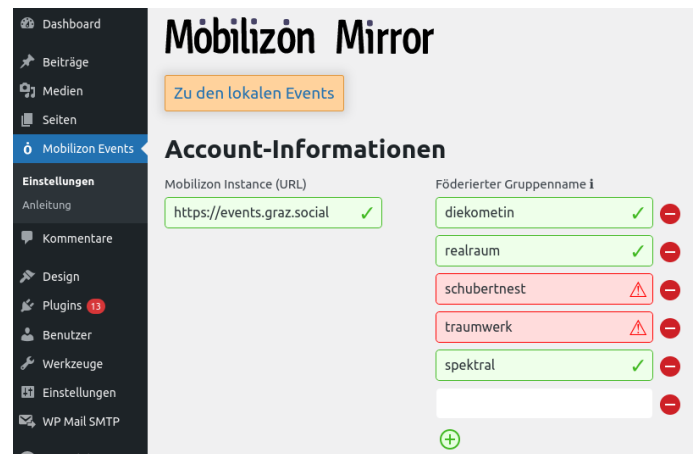 Dashboard
Beiträge
Medien
Seiten
Mobilizon Events
Einstellungen
Anleitung
Kommentare
Design
Plugins 13
Benutzer
Werkzeuge
Einstellungen
WP Mail SMTP
Mobilizon Mirror
Zu den lokalen Events
Account-Informationen
Mobilizon Instance (URL)
https://events.graz.social
Föderierter Gruppenname i
diekometin
realraum
schubertnest
traumwerk
spektral